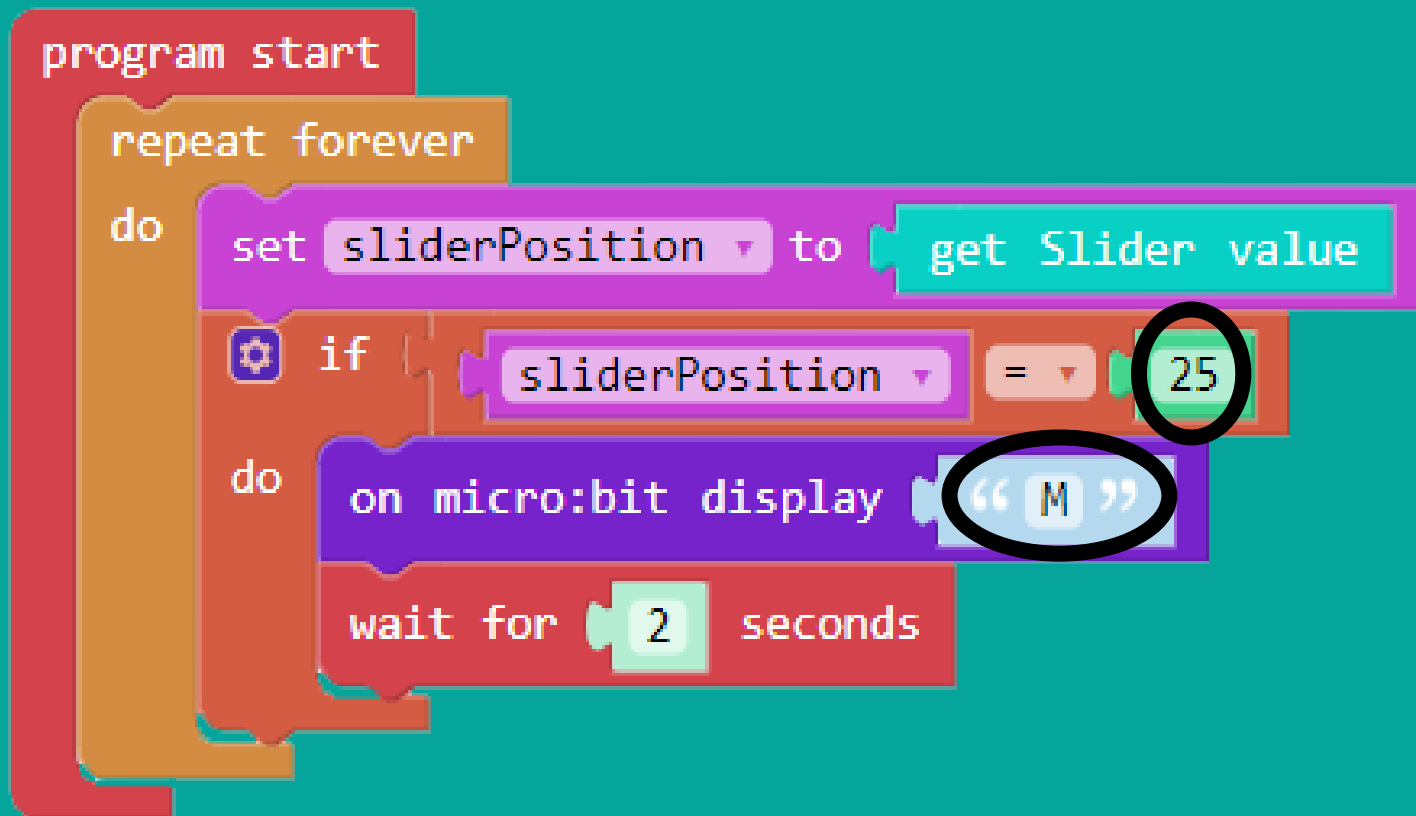 program start
repeat forever
do set sliderPosition to get Slider value
if sliderPosition = 25
do on micro:bit display “ M ”
wait for 2 seconds